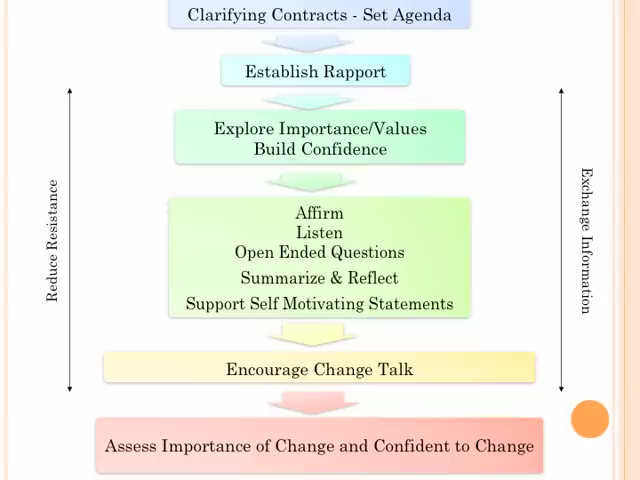 Clarifying Contracts - Set Agenda
Establish Rapport
Explore Importance/Values
Build Confidence
Affirm
Listen
Open Ended Questions
Summarize & Reflect
Support Self Motivating Statements
Encourage Change Talk
Assess Importance of Change and Confident to Change
Reduce Resistance
Exchange Information